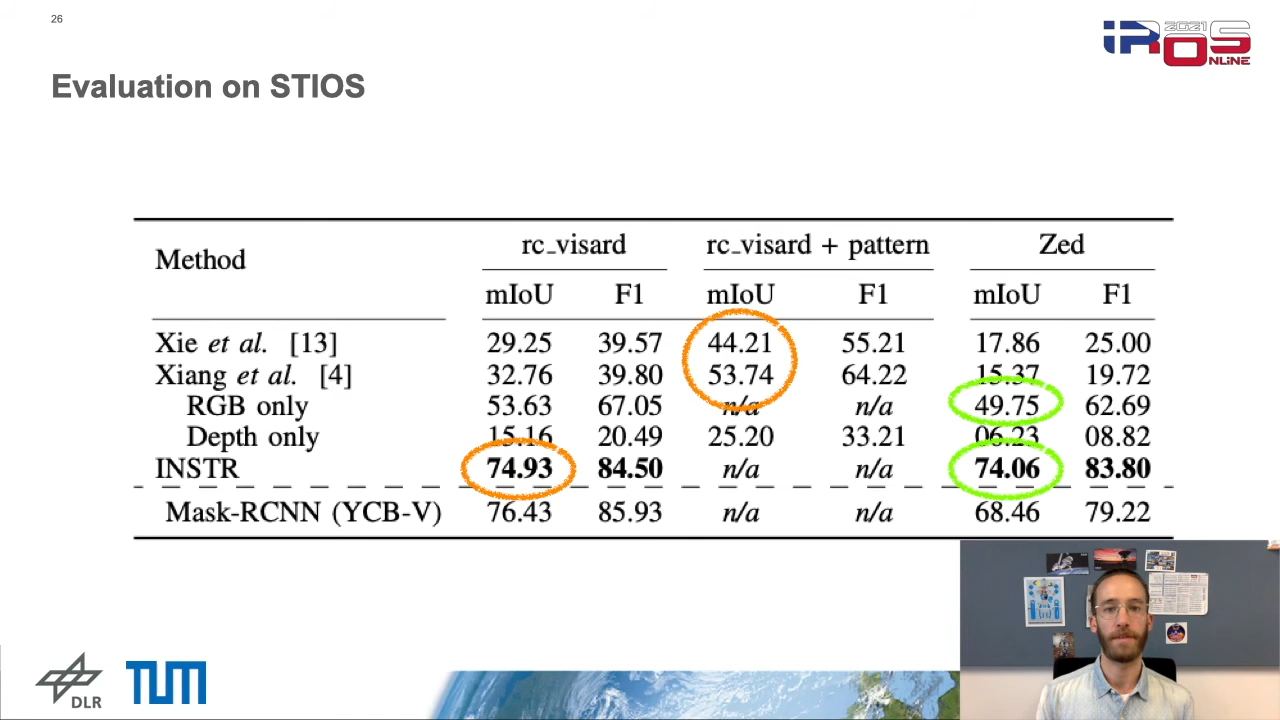 26
iROS 2021 ONLiNE
Evaluation on STIOS
Method rc_visard rc_visard + pattern Zed
mIoU F1 mIoU F1 mIoU F1
Xie et al. [13] 29.25 39.57 44.21 55.21 17.86 25.00
Xiang et al. [4] 32.76 39.80 53.74 64.22 15.37 19.72
RGB only 53.63 67.05 n/a n/a 49.75 62.69
Depth only 15.16 20.49 25.20 33.21 06.23 08.82
INSTR 74.93 84.50 n/a n/a 74.06 83.80
Mask-RCNN (YCB-V) 76.43 85.93 n/a n/a 68.46 79.22
DLR
TUM